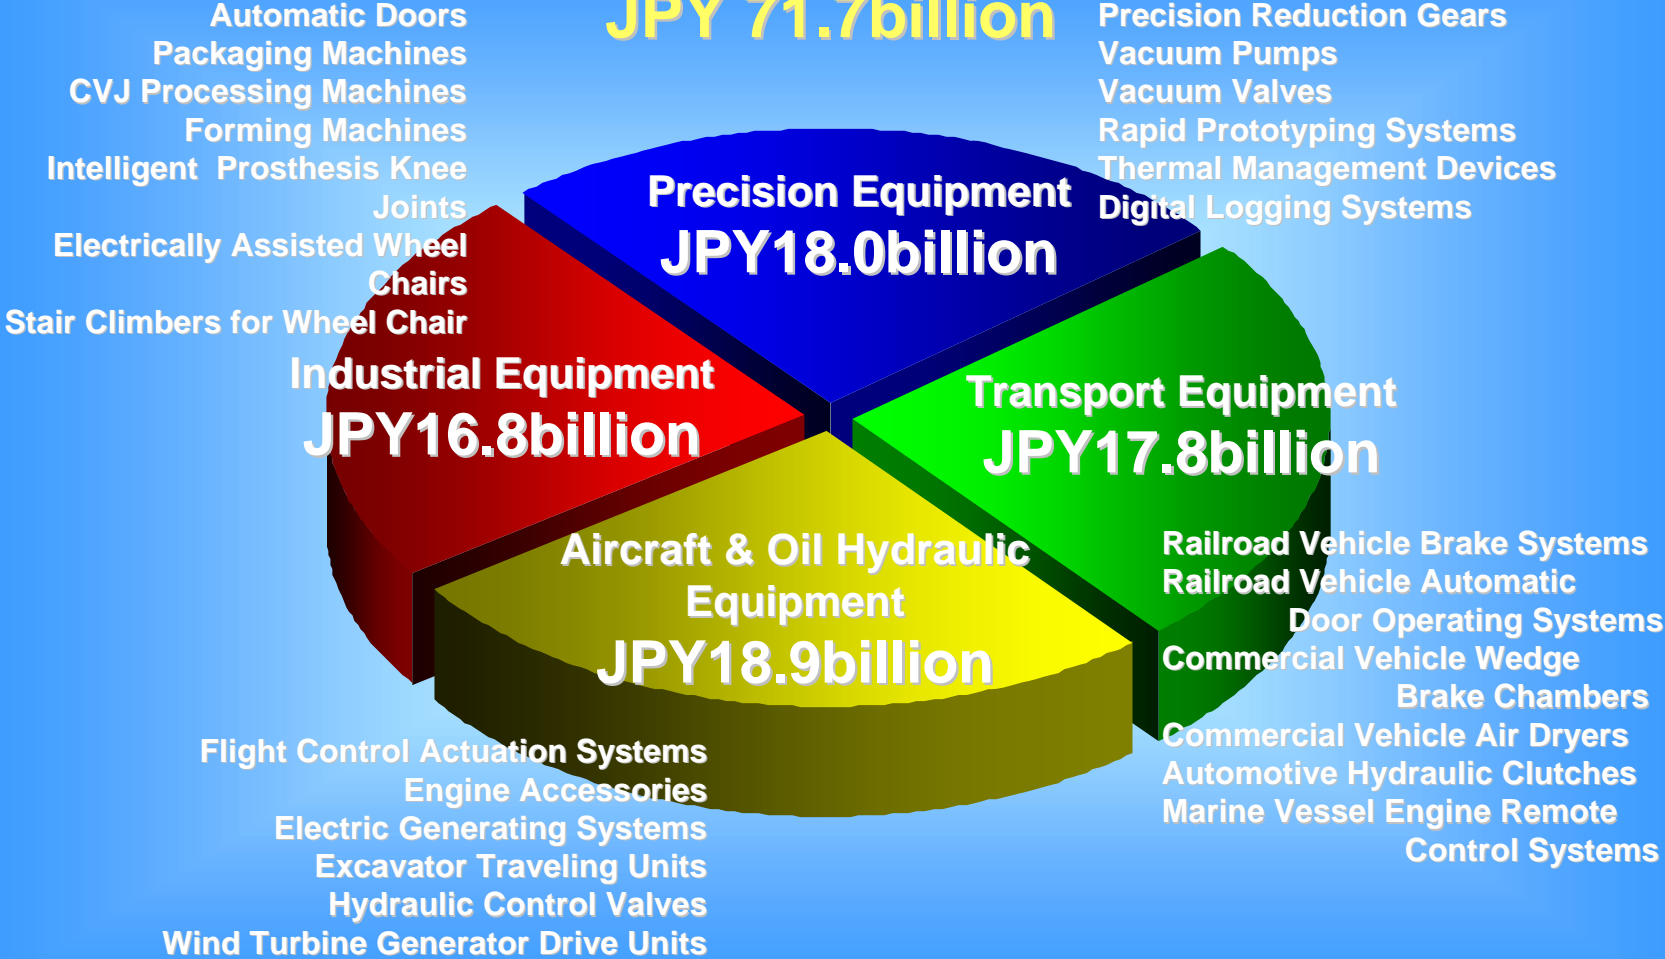 JPY 71.7billion
Automatic Doors
Packaging Machines
CVJ Processing Machines
Forming Machines
Intelligent  Prosthesis Knee
Joints
Electrically Assisted Wheel
Chairs
Stair Climbers for Wheel Chair
Industrial Equipment
JPY16.8billion
Precision Equipment
JPY18.0billion
Precision Reduction Gears
Vacuum Pumps
Vacuum Valves
Rapid Prototyping Systems
Thermal Management Devices
Digital Logging Systems
Transport Equipment
JPY17.8billion
Railroad Vehicle Brake Systems
Railroad Vehicle Automatic
Door Operating Systems
Commercial Vehicle Wedge
Brake Chambers
Commercial Vehicle Air Dryers
Automotive Hydraulic Clutches
Marine Vessel Engine Remote
Control Systems
Aircraft & Oil Hydraulic
Equipment
JPY18.9billion
Flight Control Actuation Systems
Engine Accessories
Electric Generating Systems
Excavator Traveling Units
Hydraulic Control Valves
Wind Turbine Generator Drive Units